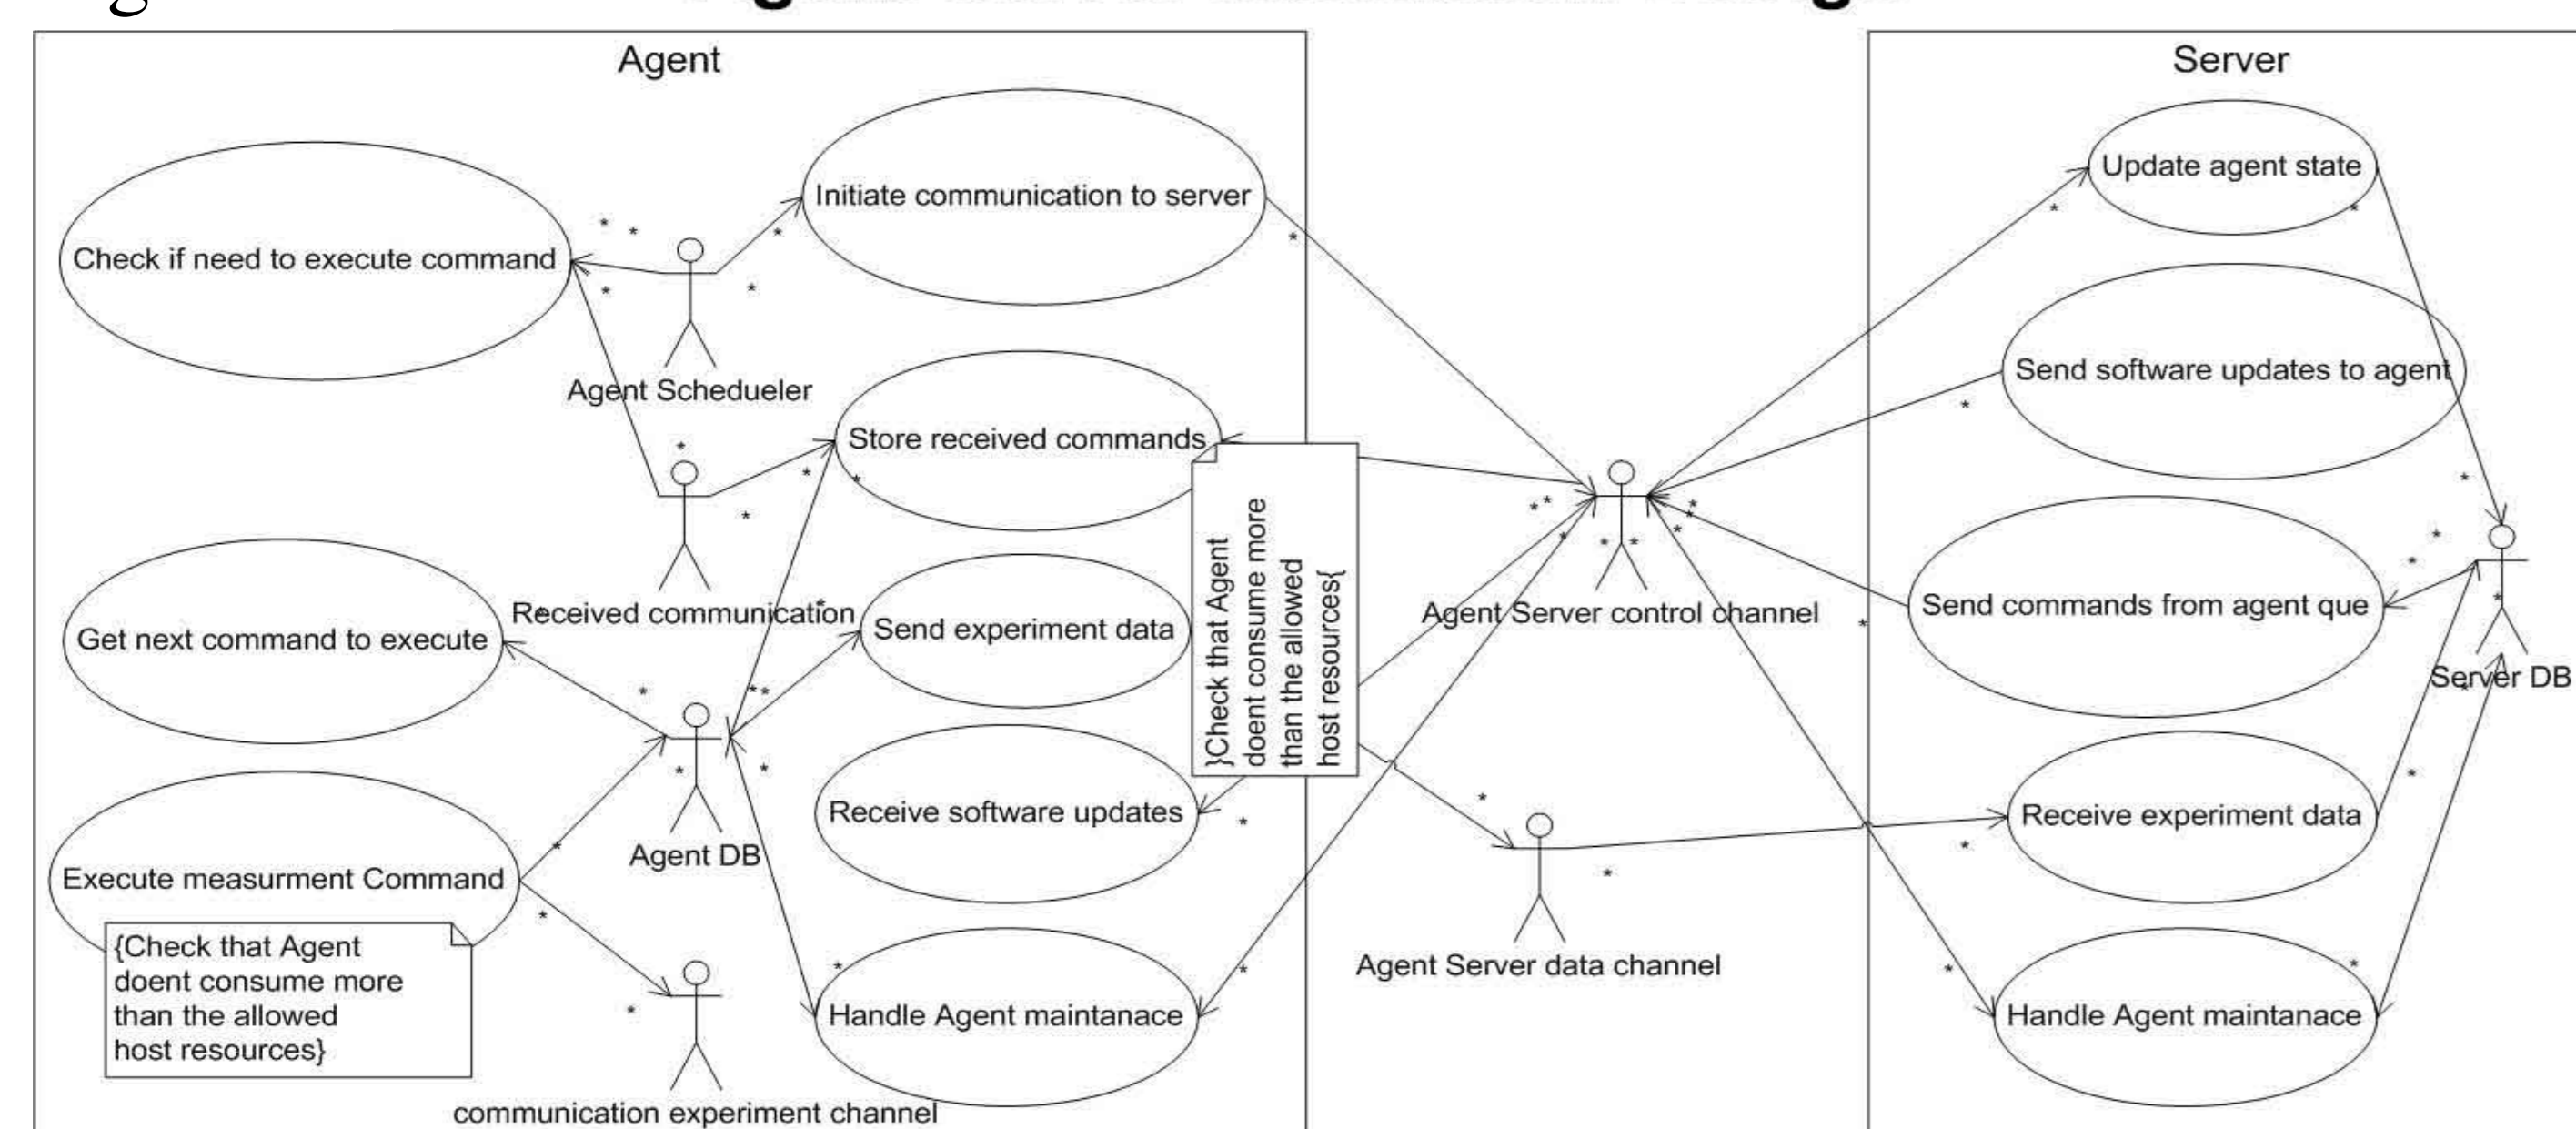 Agent
Server
Update agent state
Initiate communication to server
Check if need to execute command
Send software updates to agent
Agent Schedueler
Store received commands
}Check that Agent
doent consume more
than the allowed
host resources{
Received communication
Agent Server control channel
Send commands from agent que
Send experiment data
Get next command to execute
Server DB
Receive software updates
Receive experiment data
Agent DB
Execute measurment Command
{Check that Agent
doent consume more
than the allowed
host resources}
Agent Server data channel
Handle Agent maintanace
Handle Agent maintanace
communication experiment channel